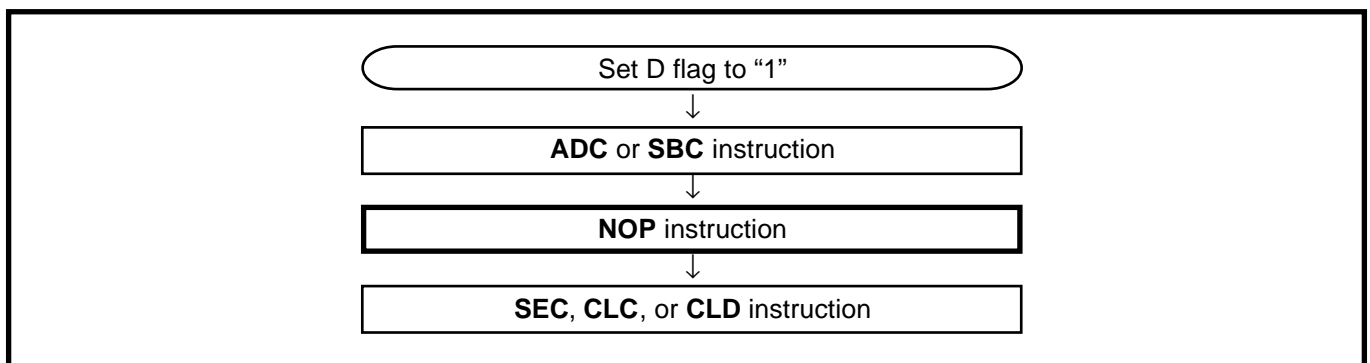 Set D flag to “1”
↓
ADC or SBC instruction
↓
NOP instruction
↓
SEC, CLC, or CLD instruction